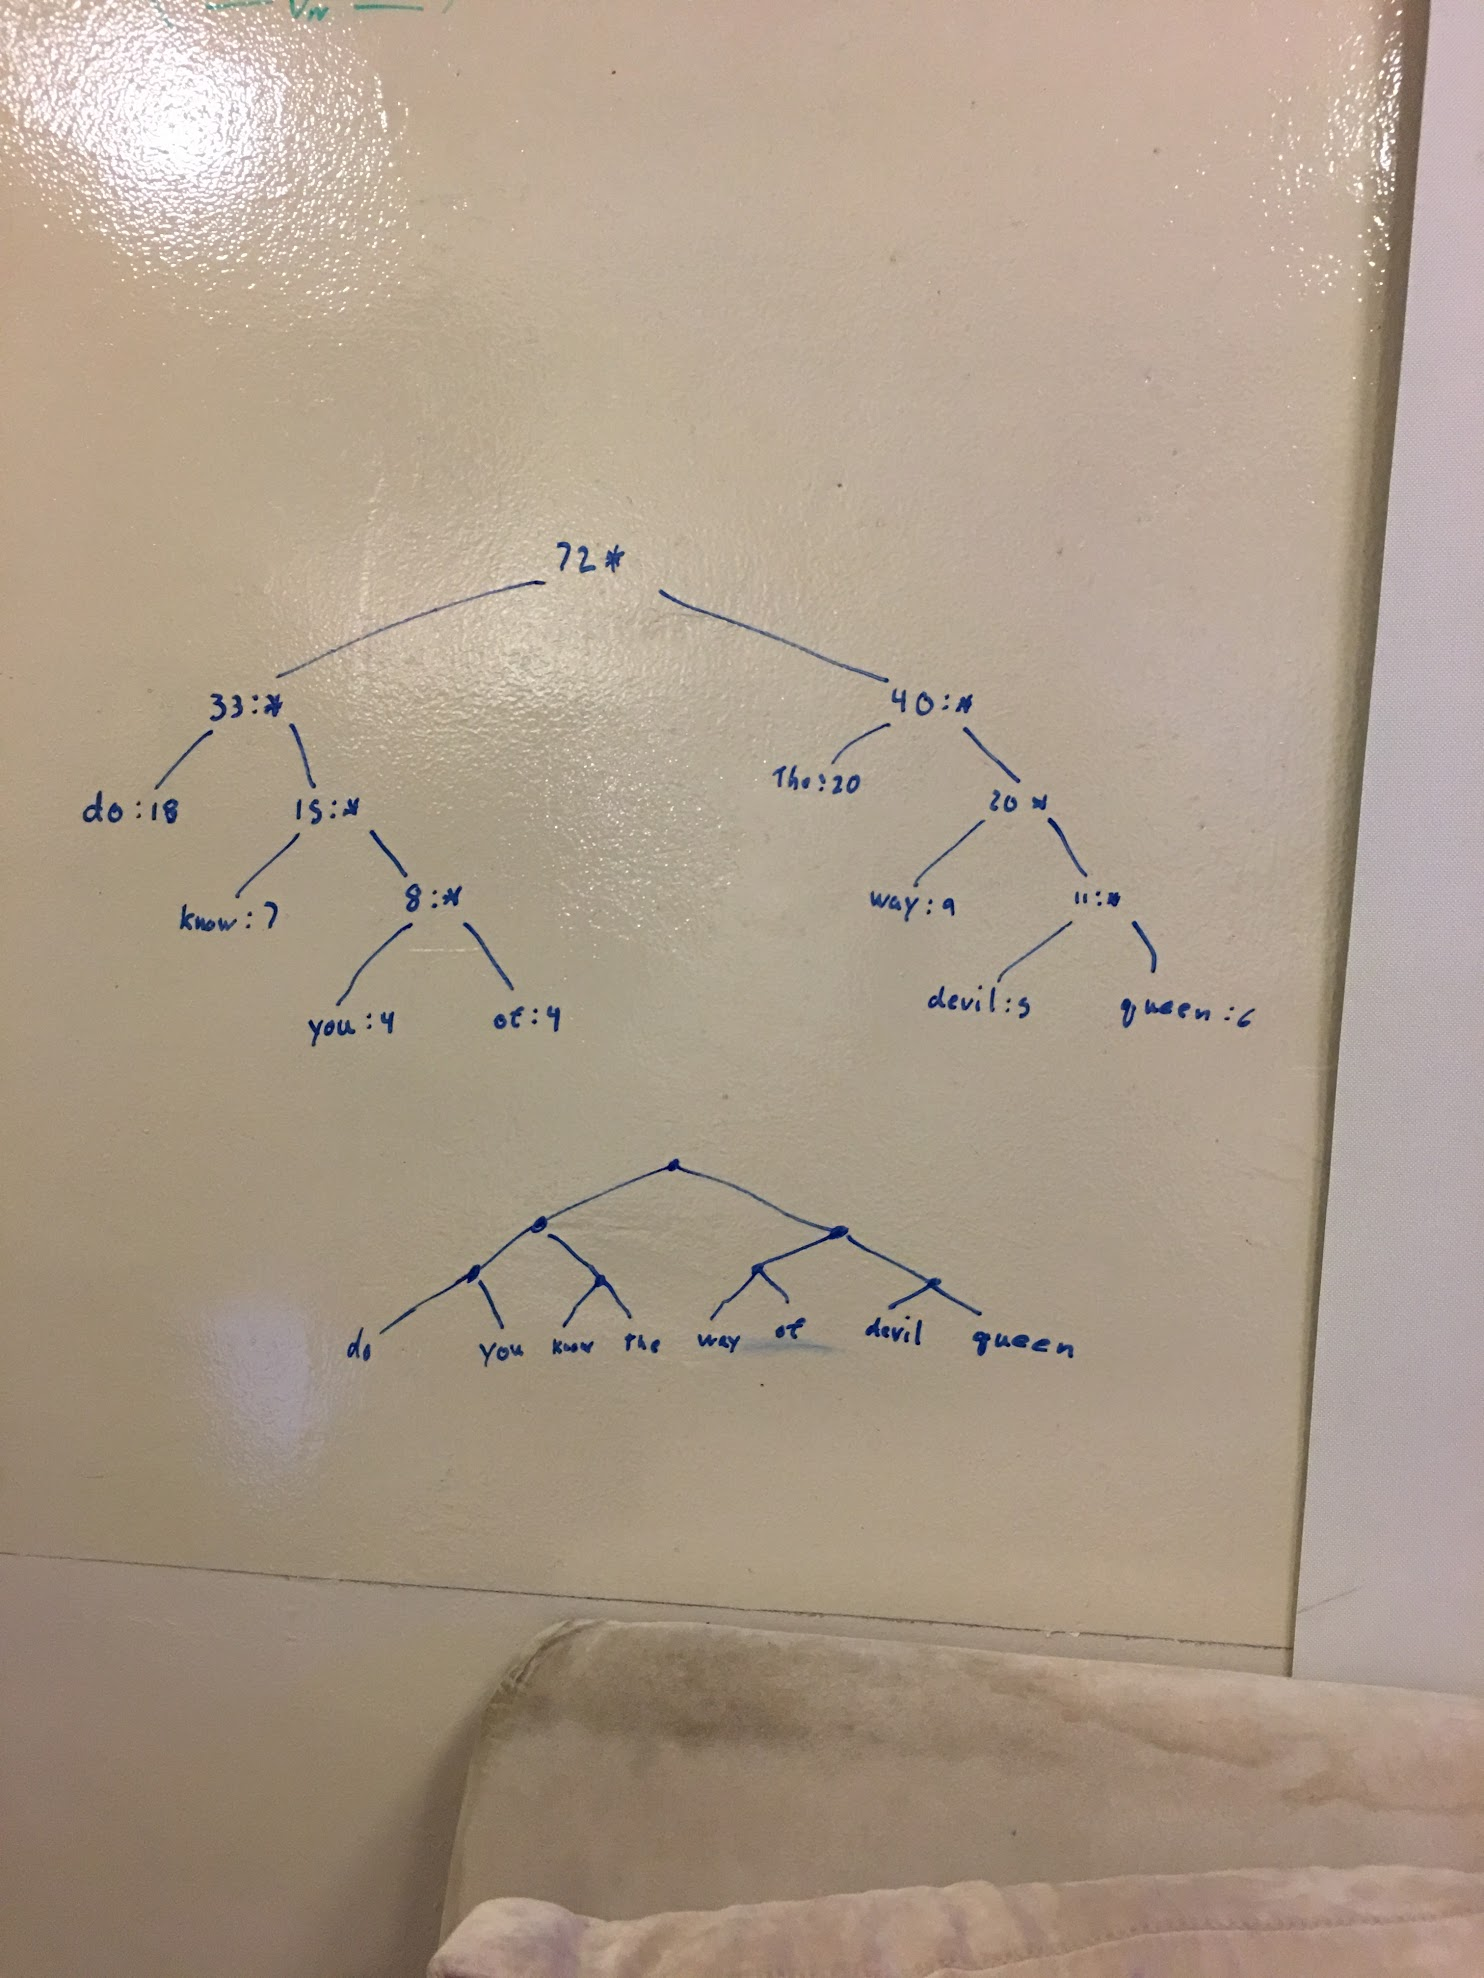 72*
33:*
40:*
do:18
15:*
The:20
20*
know:7
8:*
way:9
11:*
you:4
of:4
devil:5
queen:6
do you know the way of devil queen